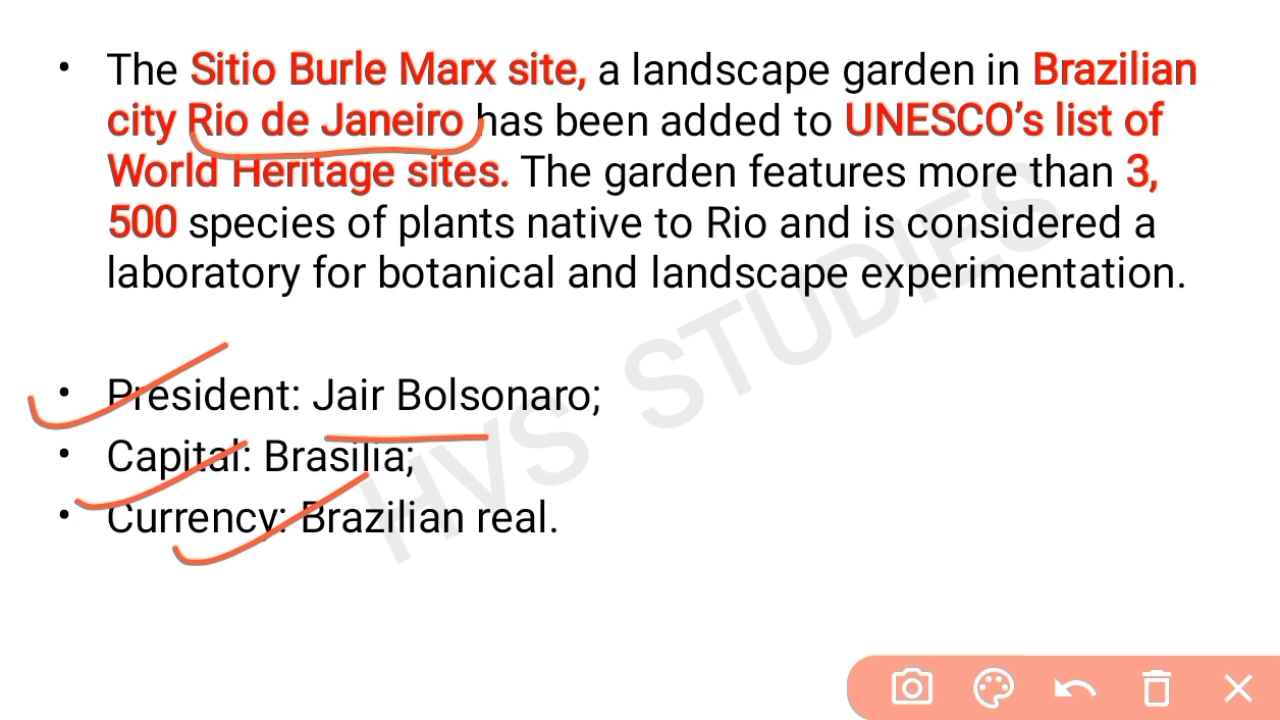 • The Sitio Burle Marx site, a landscape garden in Brazilian
city Rio de Janeiro has been added to UNESCO’s list of
World Heritage sites. The garden features more than 3,
500 species of plants native to Rio and is considered a
laboratory for botanical and landscape experimentation.
• President: Jair Bolsonaro;
• Capital: Brasilia;
• Currency: Brazilian real.
HVS STUDIES